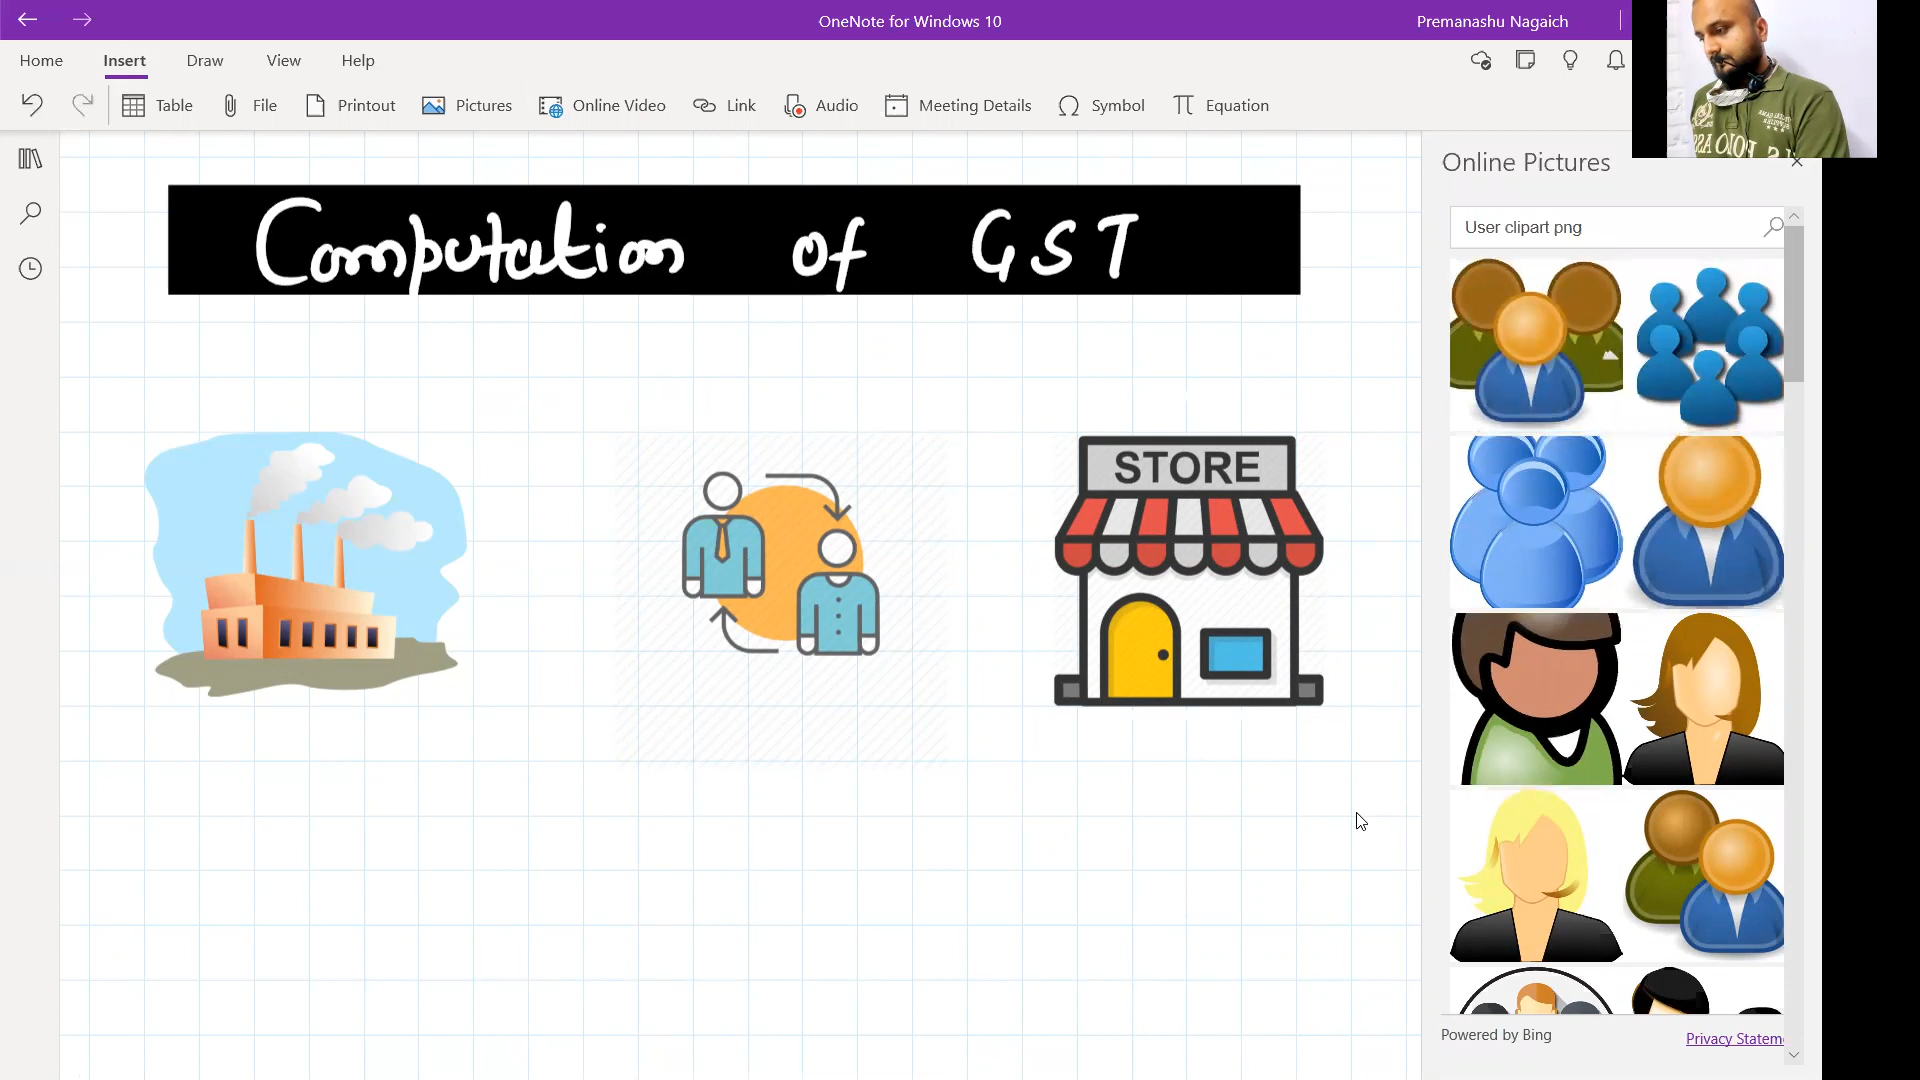 OneNote for Windows 10
Premanashu Nagaich
Home Insert Draw View Help
Table File Printout Pictures Online Video Link Audio Meeting Details Symbol Equation
Computation of GST
STORE
Online Pictures
User clipart png
Powered by Bing
Privacy Statem